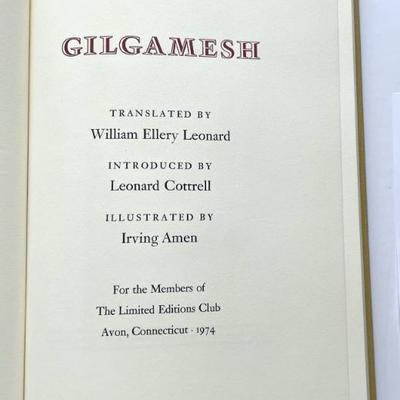 GILGAMESH
TRANSLATED BY
William Ellery Leonard
INTRODUCED BY
Leonard Cottrell
ILLUSTRATED BY
Irving Amen
For the Members of
The Limited Editions Club
Avon, Connecticut · 1974